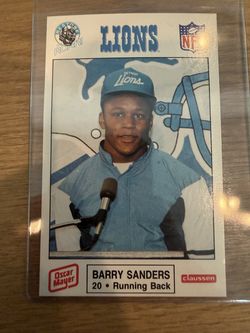 LIONS
NFL
Lions
Oscar Mayer
BARRY SANDERS
20 • Running Back
claussen